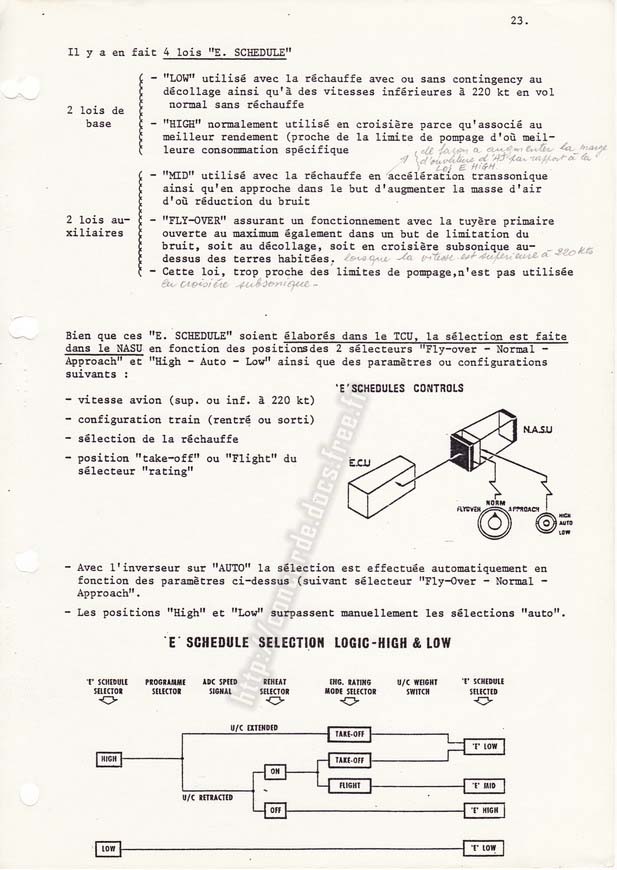 23.
Il y a en fait 4 lois "E. SCHEDULE"
2 lois de
base
- "LOW" utilisé avec la réchauffe avec ou sans contingency au
décollage ainsi qu'à des vitesses inférieures à 220 kt en vol
normal sans réchauffe
- "HIGH" normalement utilisé en croisière parce qu'associé au
meilleur rendement (proche de la limite de pompage d'où meil-
leure consommation spécifique
de façon a augmenter la marge
d'ouverture d'AJ par rapport à la
Loi E HIGH
2 lois au-
xiliaires
- "MID" utilisé avec la réchauffe en accélération transsonique
ainsi qu'en approche dans le but d'augmenter la masse d'air
d'où réduction du bruit
- "FLY-OVER" assurant un fonctionnement avec la tuyère primaire
ouverte au maximum également dans un but de limitation du
bruit, soit au décollage, soit en croisière subsonique au-
dessus des terres habitées. lorsque la vitesse est supérieure à 220 kts
- Cette loi, trop proche des limites de pompage,n'est pas utilisée
en croisière subsonique -
Bien que ces "E. SCHEDULE" soient élaborés dans le TCU, la sélection est faite
dans le NASU en fonction des positions des 2 sélecteurs "Fly-over - Normal -
Approach" et "High - Auto - Low" ainsi que des paramètres ou configurations
suivants :
- vitesse avion (sup. ou inf. à 220 kt)
- configuration train (rentré ou sorti)
- sélection de la réchauffe
- position "take-off" ou "Flight" du
sélecteur "rating"
'E' SCHEDULES CONTROLS
N.A.S.U
E.C.U
NORM
FLYOVER APPROACH
HIGH
AUTO
LOW
- Avec l'inverseur sur "AUTO" la sélection est effectuée automatiquement en
fonction des paramètres ci-dessus (suivant sélecteur "Fly-Over - Normal -
Approach".
- Les positions "High" et "Low" surpassent manuellement les sélections "auto".
'E' SCHEDULE SELECTION LOGIC-HIGH & LOW
'E' SCHEDULE
SELECTOR
PROGRAMME
SELECTOR
ADC SPEED
SIGNAL
REHEAT
SELECTOR
ENG. RATING
MODE SELECTOR
U/C WEIGHT
SWITCH
'E' SCHEDULE
SELECTED
U/C EXTENDED
TAKE-OFF
'E' LOW
HIGH
TAKE-OFF
ON
FLIGHT
'E' MID
U/C RETRACTED
OFF
'E' HIGH
LOW
'E' LOW
http://concorde.docs.free.fr